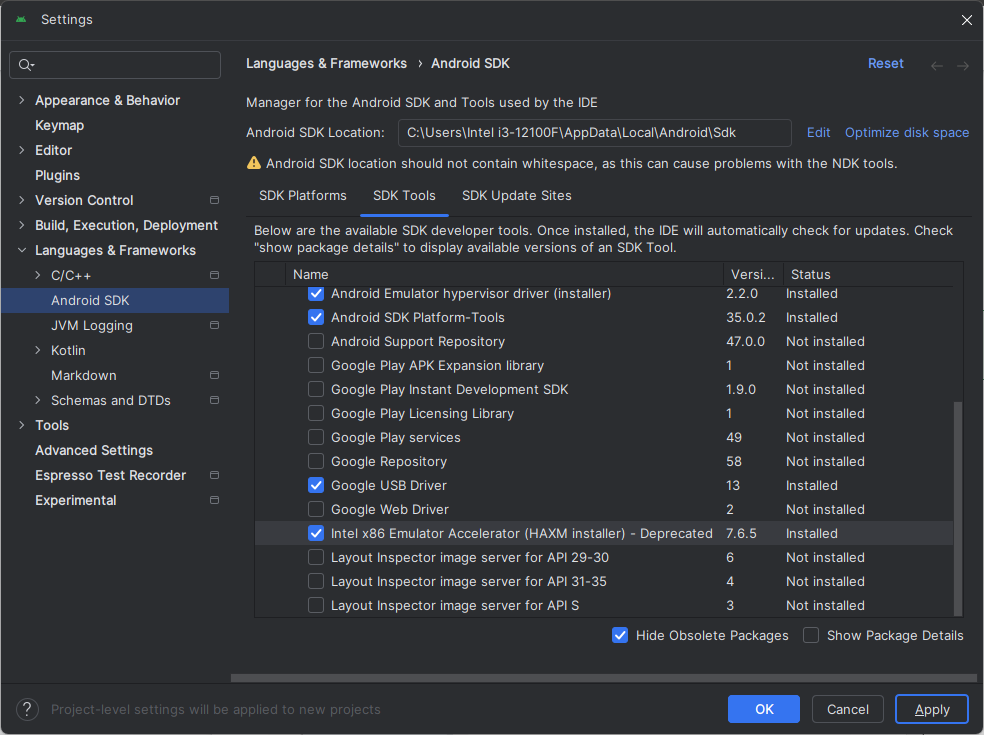 Settings
Languages & Frameworks › Android SDK
Reset
Appearance & Behavior
Keymap
Editor
Plugins
Version Control
Build, Execution, Deployment
Languages & Frameworks
C/C++
Android SDK
JVM Logging
Kotlin
Markdown
Schemas and DTDs
Tools
Advanced Settings
Espresso Test Recorder
Experimental
Manager for the Android SDK and Tools used by the IDE
Android SDK Location: C:\Users\Intel i3-12100F\AppData\Local\Android\Sdk Edit Optimize disk space
Android SDK location should not contain whitespace, as this can cause problems with the NDK tools.
SDK Platforms SDK Tools SDK Update Sites
Below are the available SDK developer tools. Once installed, the IDE will automatically check for updates. Check
"show package details" to display available versions of an SDK Tool.
Name Versi... Status
Android Emulator hypervisor driver (installer) 2.2.0 Installed
Android SDK Platform-Tools 35.0.2 Installed
Android Support Repository 47.0.0 Not installed
Google Play APK Expansion library 1 Not installed
Google Play Instant Development SDK 1.9.0 Not installed
Google Play Licensing Library 1 Not installed
Google Play services 49 Not installed
Google Repository 58 Not installed
Google USB Driver 13 Installed
Google Web Driver 2 Not installed
Intel x86 Emulator Accelerator (HAXM installer) - Deprecated 7.6.5 Installed
Layout Inspector image server for API 29-30 6 Not installed
Layout Inspector image server for API 31-35 4 Not installed
Layout Inspector image server for API S 3 Not installed
Hide Obsolete Packages Show Package Details
? Project-level settings will be applied to new projects
OK Cancel Apply